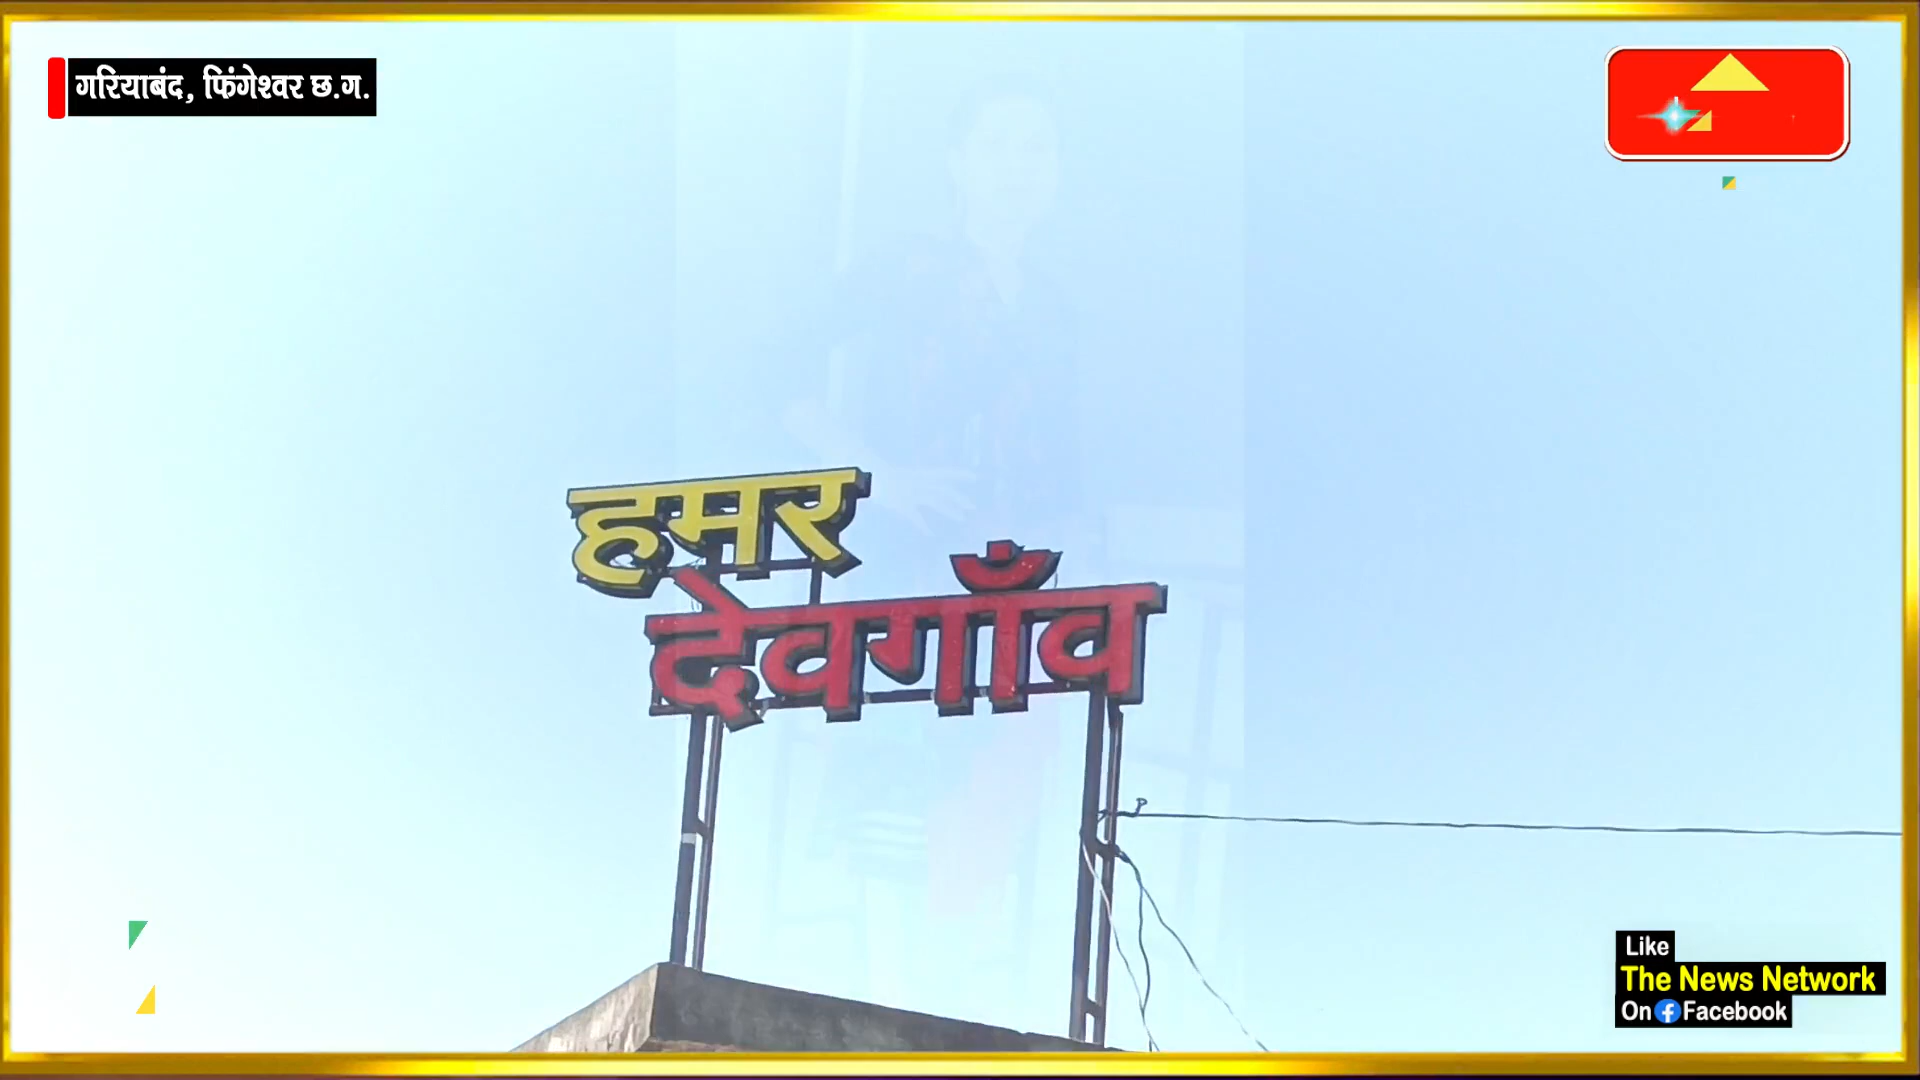 गरियाबंद, फिंगेश्वर छ.ग.
हमर
देवगाँव
Like
The News Network
On Facebook